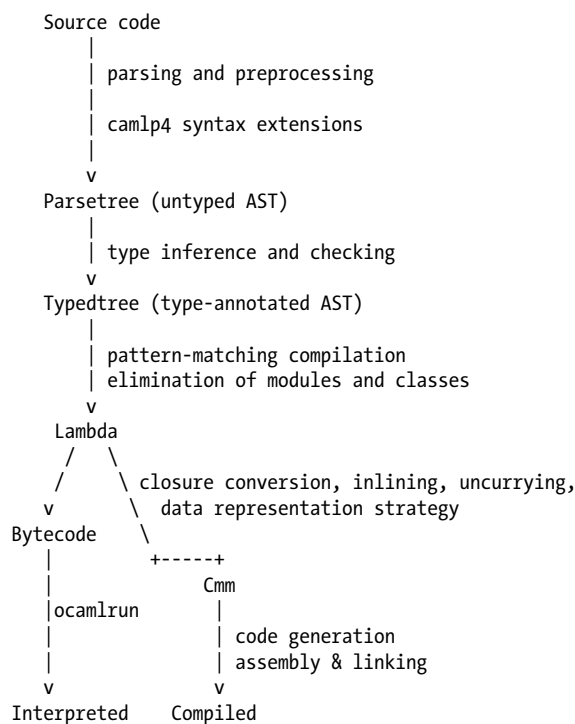 Source code
parsing and preprocessing
camlp4 syntax extensions
Parsetree (untyped AST)
type inference and checking
Typedtree (type-annotated AST)
pattern-matching compilation
elimination of modules and classes
Lambda
closure conversion, inlining, uncurrying,
data representation strategy
Bytecode
Cmm
ocamlrun
code generation
assembly & linking
Interpreted Compiled